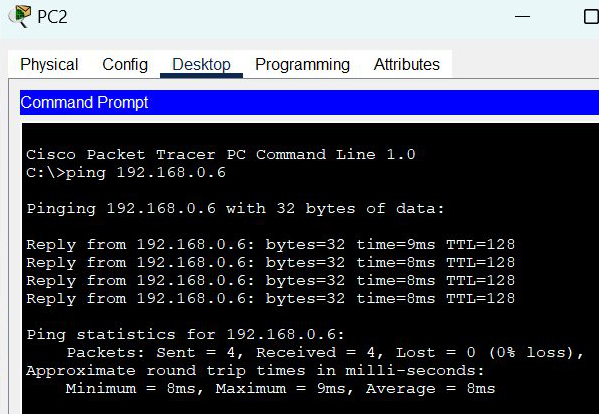 PC2
Physical Config Desktop Programming Attributes
Command Prompt
Cisco Packet Tracer PC Command Line 1.0
C:\>ping 192.168.0.6
Pinging 192.168.0.6 with 32 bytes of data:
Reply from 192.168.0.6: bytes=32 time=9ms TTL=128
Reply from 192.168.0.6: bytes=32 time=8ms TTL=128
Reply from 192.168.0.6: bytes=32 time=8ms TTL=128
Reply from 192.168.0.6: bytes=32 time=8ms TTL=128
Ping statistics for 192.168.0.6:
Packets: Sent = 4, Received = 4, Lost = 0 (0% loss),
Approximate round trip times in milli-seconds:
Minimum = 8ms, Maximum = 9ms, Average = 8ms